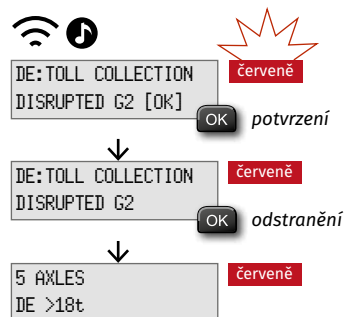 DE:TOLL COLLECTION
DISRUPTED G2 [OK]
červeně
OK
potvrzení
DE:TOLL COLLECTION
DISRUPTED G2
červeně
OK
odstranění
5 AXLES
DE >18t
červeně